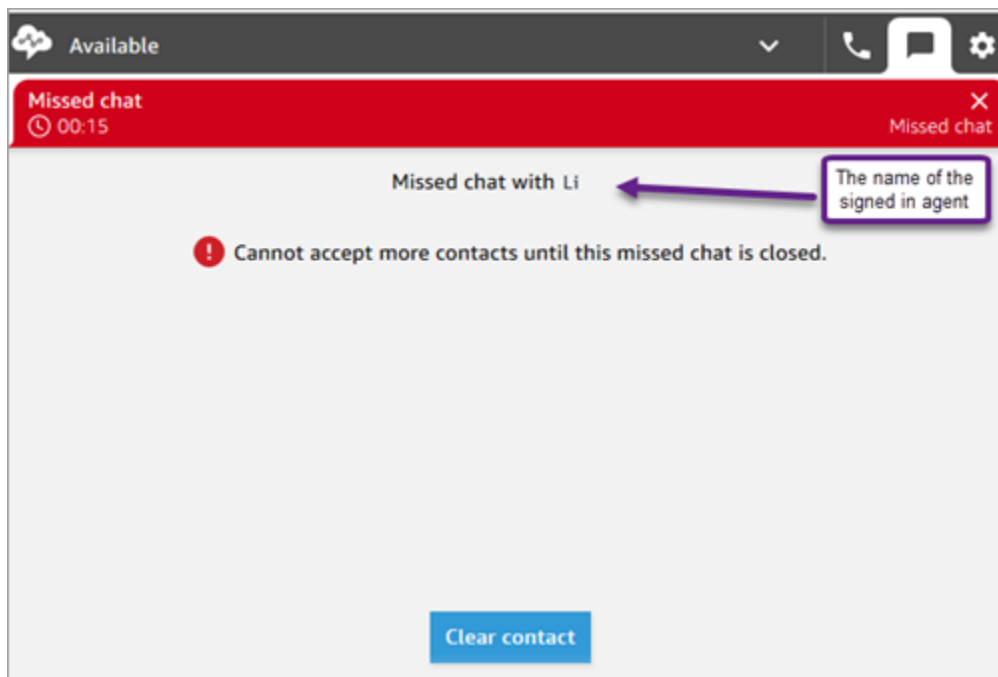 Available
Missed chat
00:15
Missed chat
Missed chat with Li
The name of the
signed in agent
Cannot accept more contacts until this missed chat is closed.
Clear contact